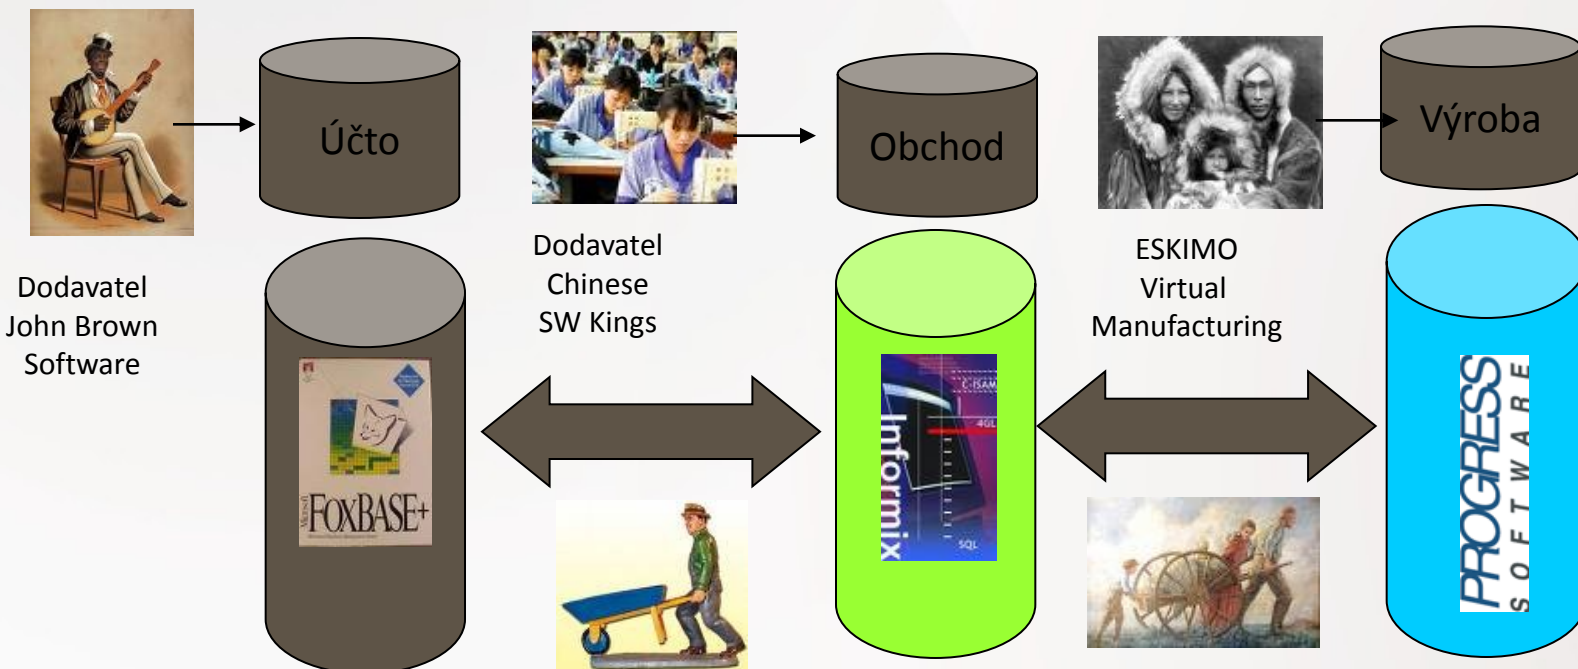 Účto
Obchod
Výroba
Dodavatel
John Brown
Software
Dodavatel
Chinese
SW Kings
ESKIMO
Virtual
Manufacturing
Microsoft
FOXBASE+
C-ISAM
4GL
Informix
SQL
PROGRESS
SOFTWARE